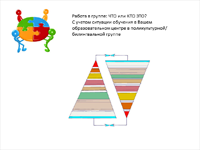 Работа в группе: ЧТО или КТО ЭТО?
С учетом ситуации обучения в Вашем
образовательном центре в поликультурной/
билингвальной группе